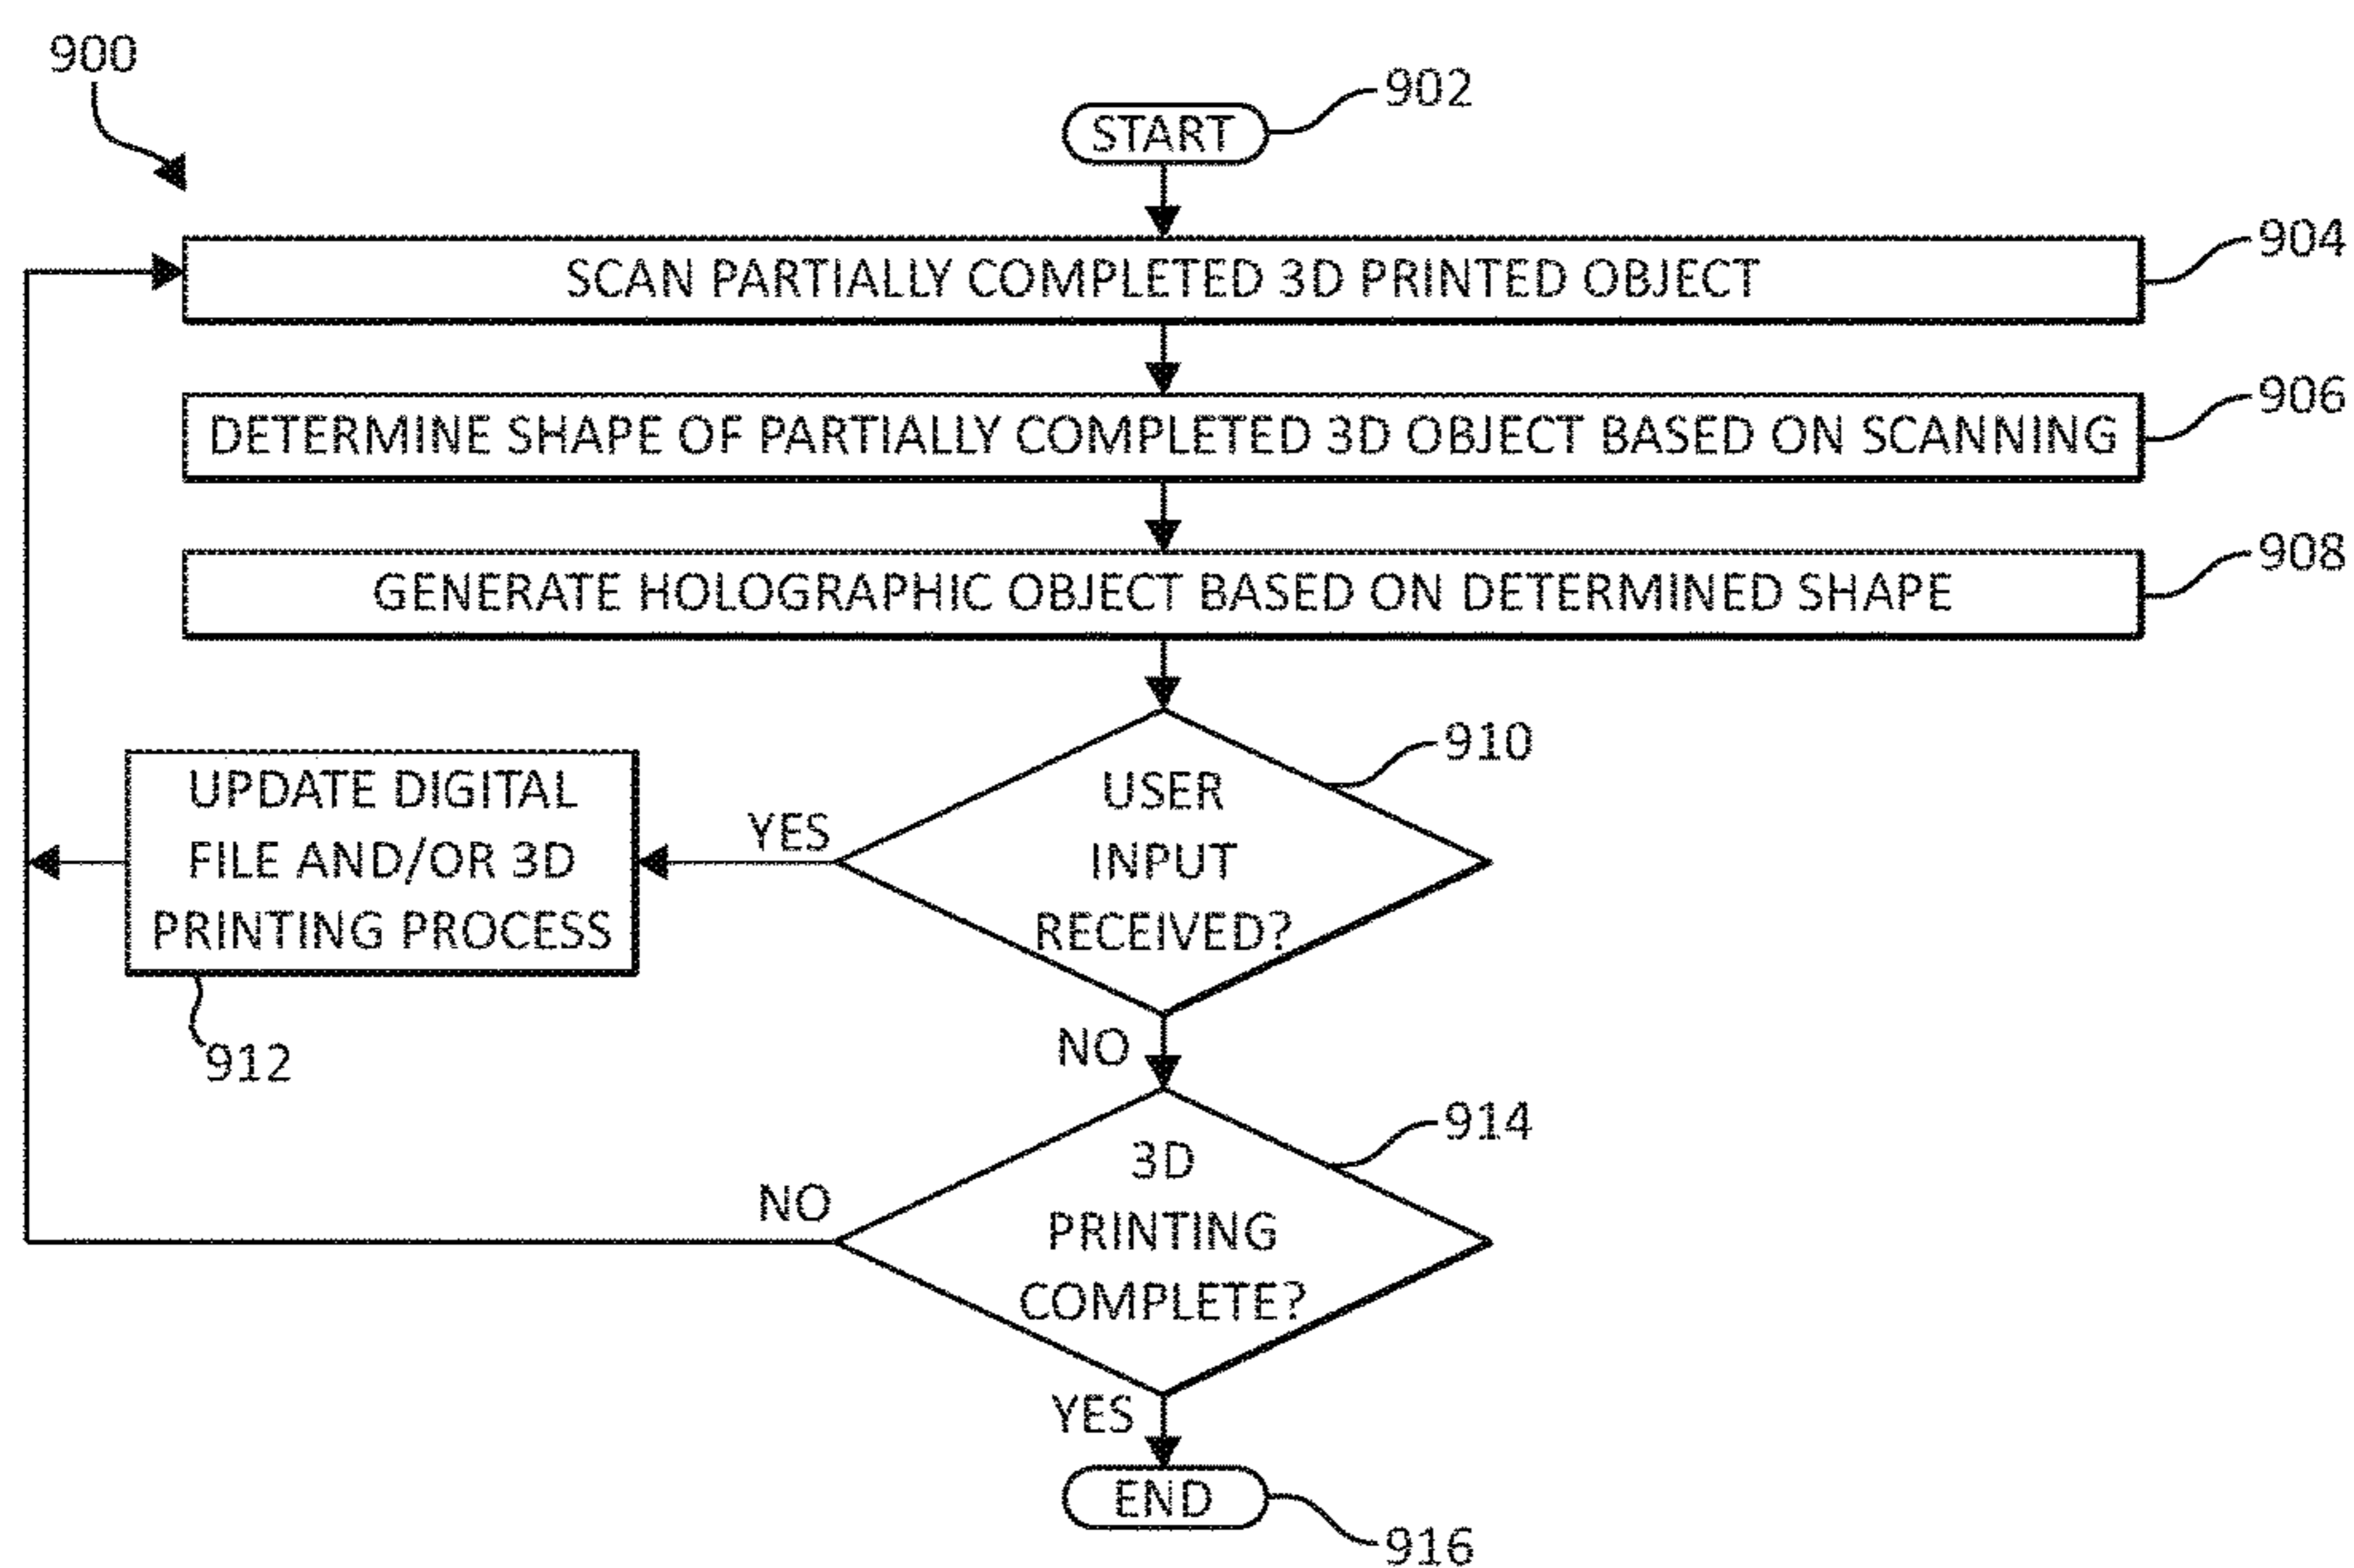 900
START
902
SCAN PARTIALLY COMPLETED 3D PRINTED OBJECT
904
DETERMINE SHAPE OF PARTIALLY COMPLETED 3D OBJECT BASED ON SCANNING
906
GENERATE HOLOGRAPHIC OBJECT BASED ON DETERMINED SHAPE
908
USER
INPUT
RECEIVED?
910
YES
UPDATE DIGITAL
FILE AND/OR 3D
PRINTING PROCESS
912
NO
3D
PRINTING
COMPLETE?
914
NO
YES
END
916